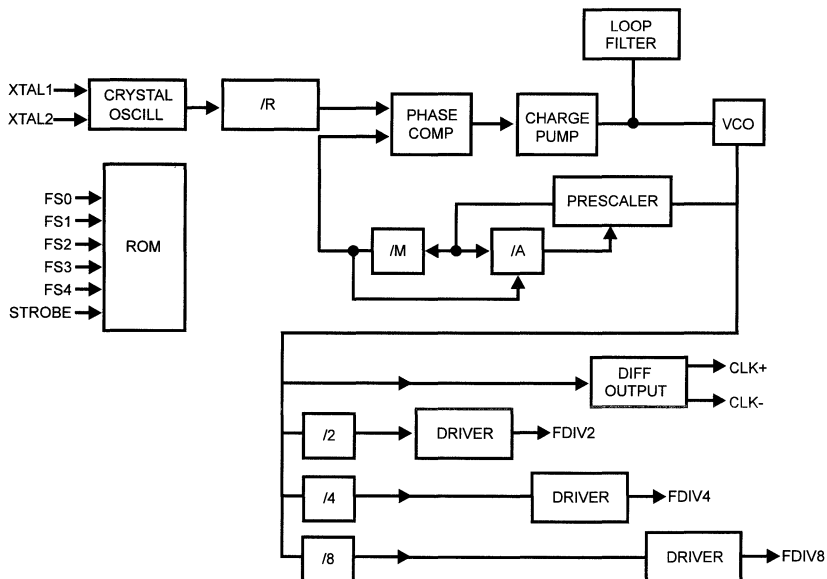 LOOP
FILTER
XTAL1
XTAL2
CRYSTAL
OSCILL
/R
PHASE
COMP
CHARGE
PUMP
VCO
FS0
FS1
FS2
FS3
FS4
STROBE
ROM
PRESCALER
/M
/A
DIFF
OUTPUT
CLK+
CLK-
/2
DRIVER
FDIV2
/4
DRIVER
FDIV4
/8
DRIVER
FDIV8